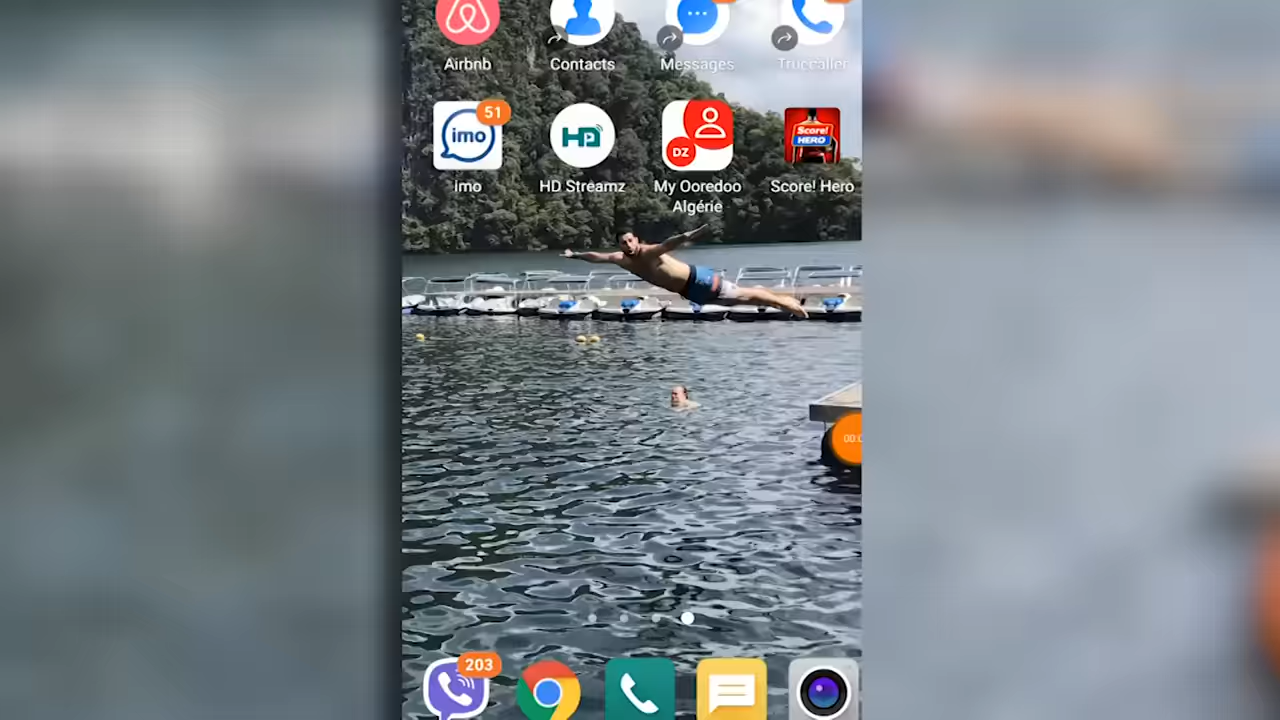 Airbnb
Contacts
Messages
Truecaller
51
imo
HD
DZ
Score!
HERO
imo
HD Streamz
My Ooredoo
Algérie
Score! Hero
203